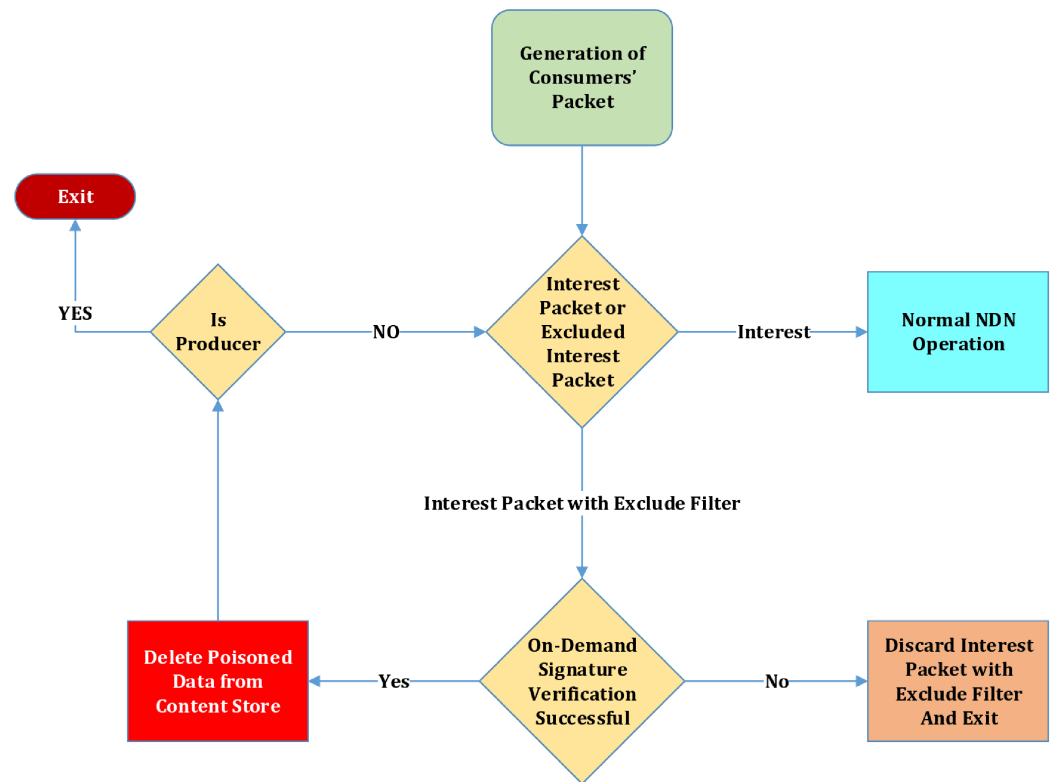 Generation of
Consumers'
Packet
Exit
YES
Is
Producer
NO
Interest
Packet or
Excluded
Interest
Packet
Interest
Normal NDN
Operation
Interest Packet with Exclude Filter
Delete Poisoned
Data from
Content Store
Yes
On-Demand
Signature
Verification
Successful
No
Discard Interest
Packet with
Exclude Filter
And Exit